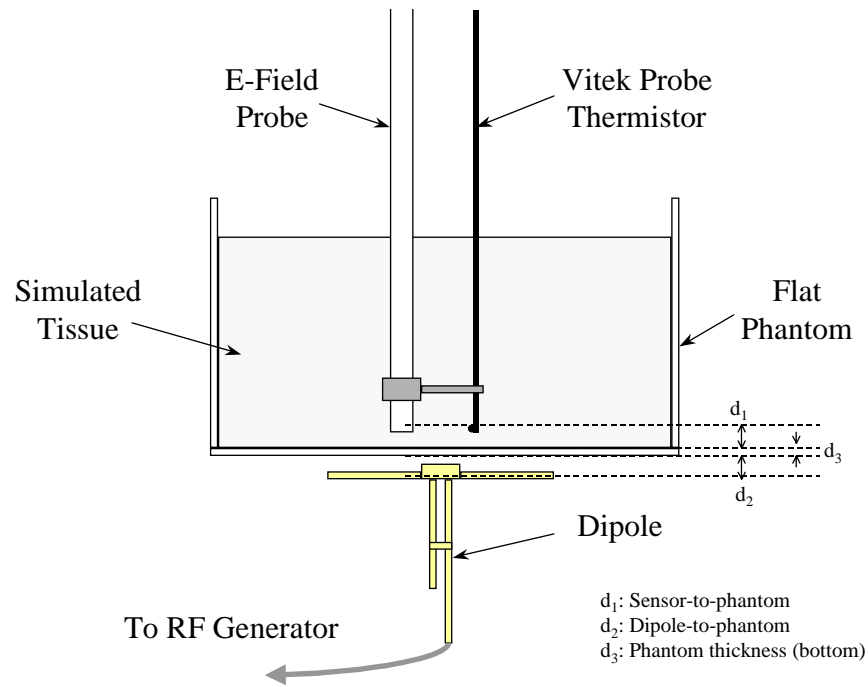 E-Field
Probe
Vitek Probe
Thermistor
Simulated
Tissue
Flat
Phantom
d₁
d₃
d₂
Dipole
d₁: Sensor-to-phantom
d₂: Dipole-to-phantom
d₃: Phantom thickness (bottom)
To RF Generator